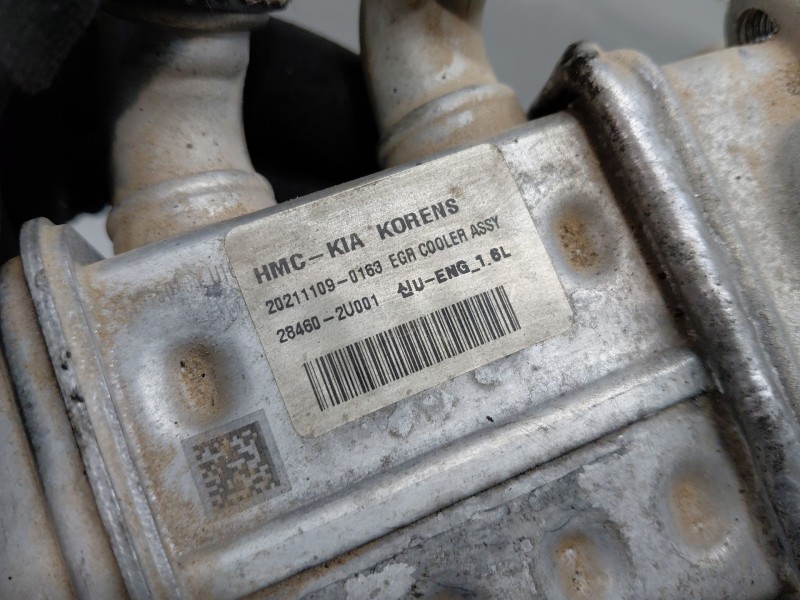 HMC-KIA KORENS
20211109-0163 EGR COOLER ASSY
28460-2U001 신U-ENG_1.6L